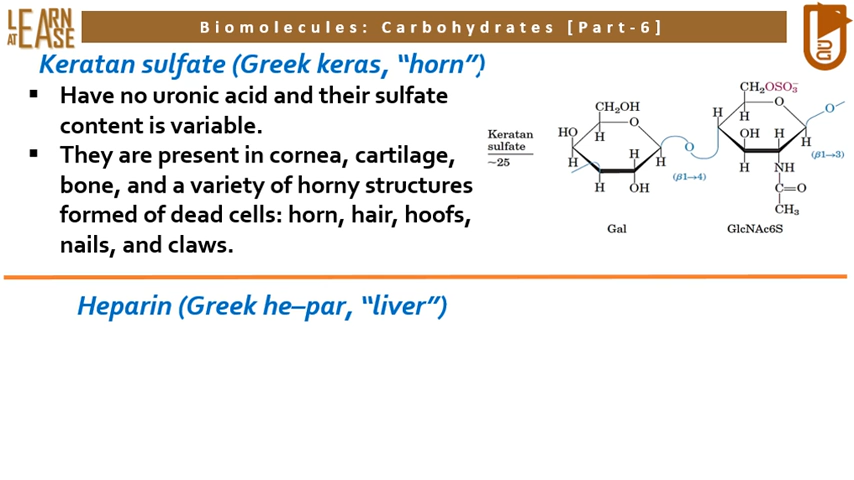 LEARN
AT EASE
Biomolecules: Carbohydrates [Part-6]
Keratan sulfate (Greek keras, “horn”)
▪ Have no uronic acid and their sulfate
content is variable.
▪ They are present in cornea, cartilage,
bone, and a variety of horny structures
formed of dead cells: horn, hair, hoofs,
nails, and claws.
Keratan
sulfate
~25
CH₂OH
O
HO
H
H
H
H
H
OH
O
(β1→4)
Gal
CH₂OSO₃⁻
O
H
H
OH
H
H
H
NH
C=O
CH₃
O
(β1→3)
GlcNAc6S
Heparin (Greek he–par, “liver”)